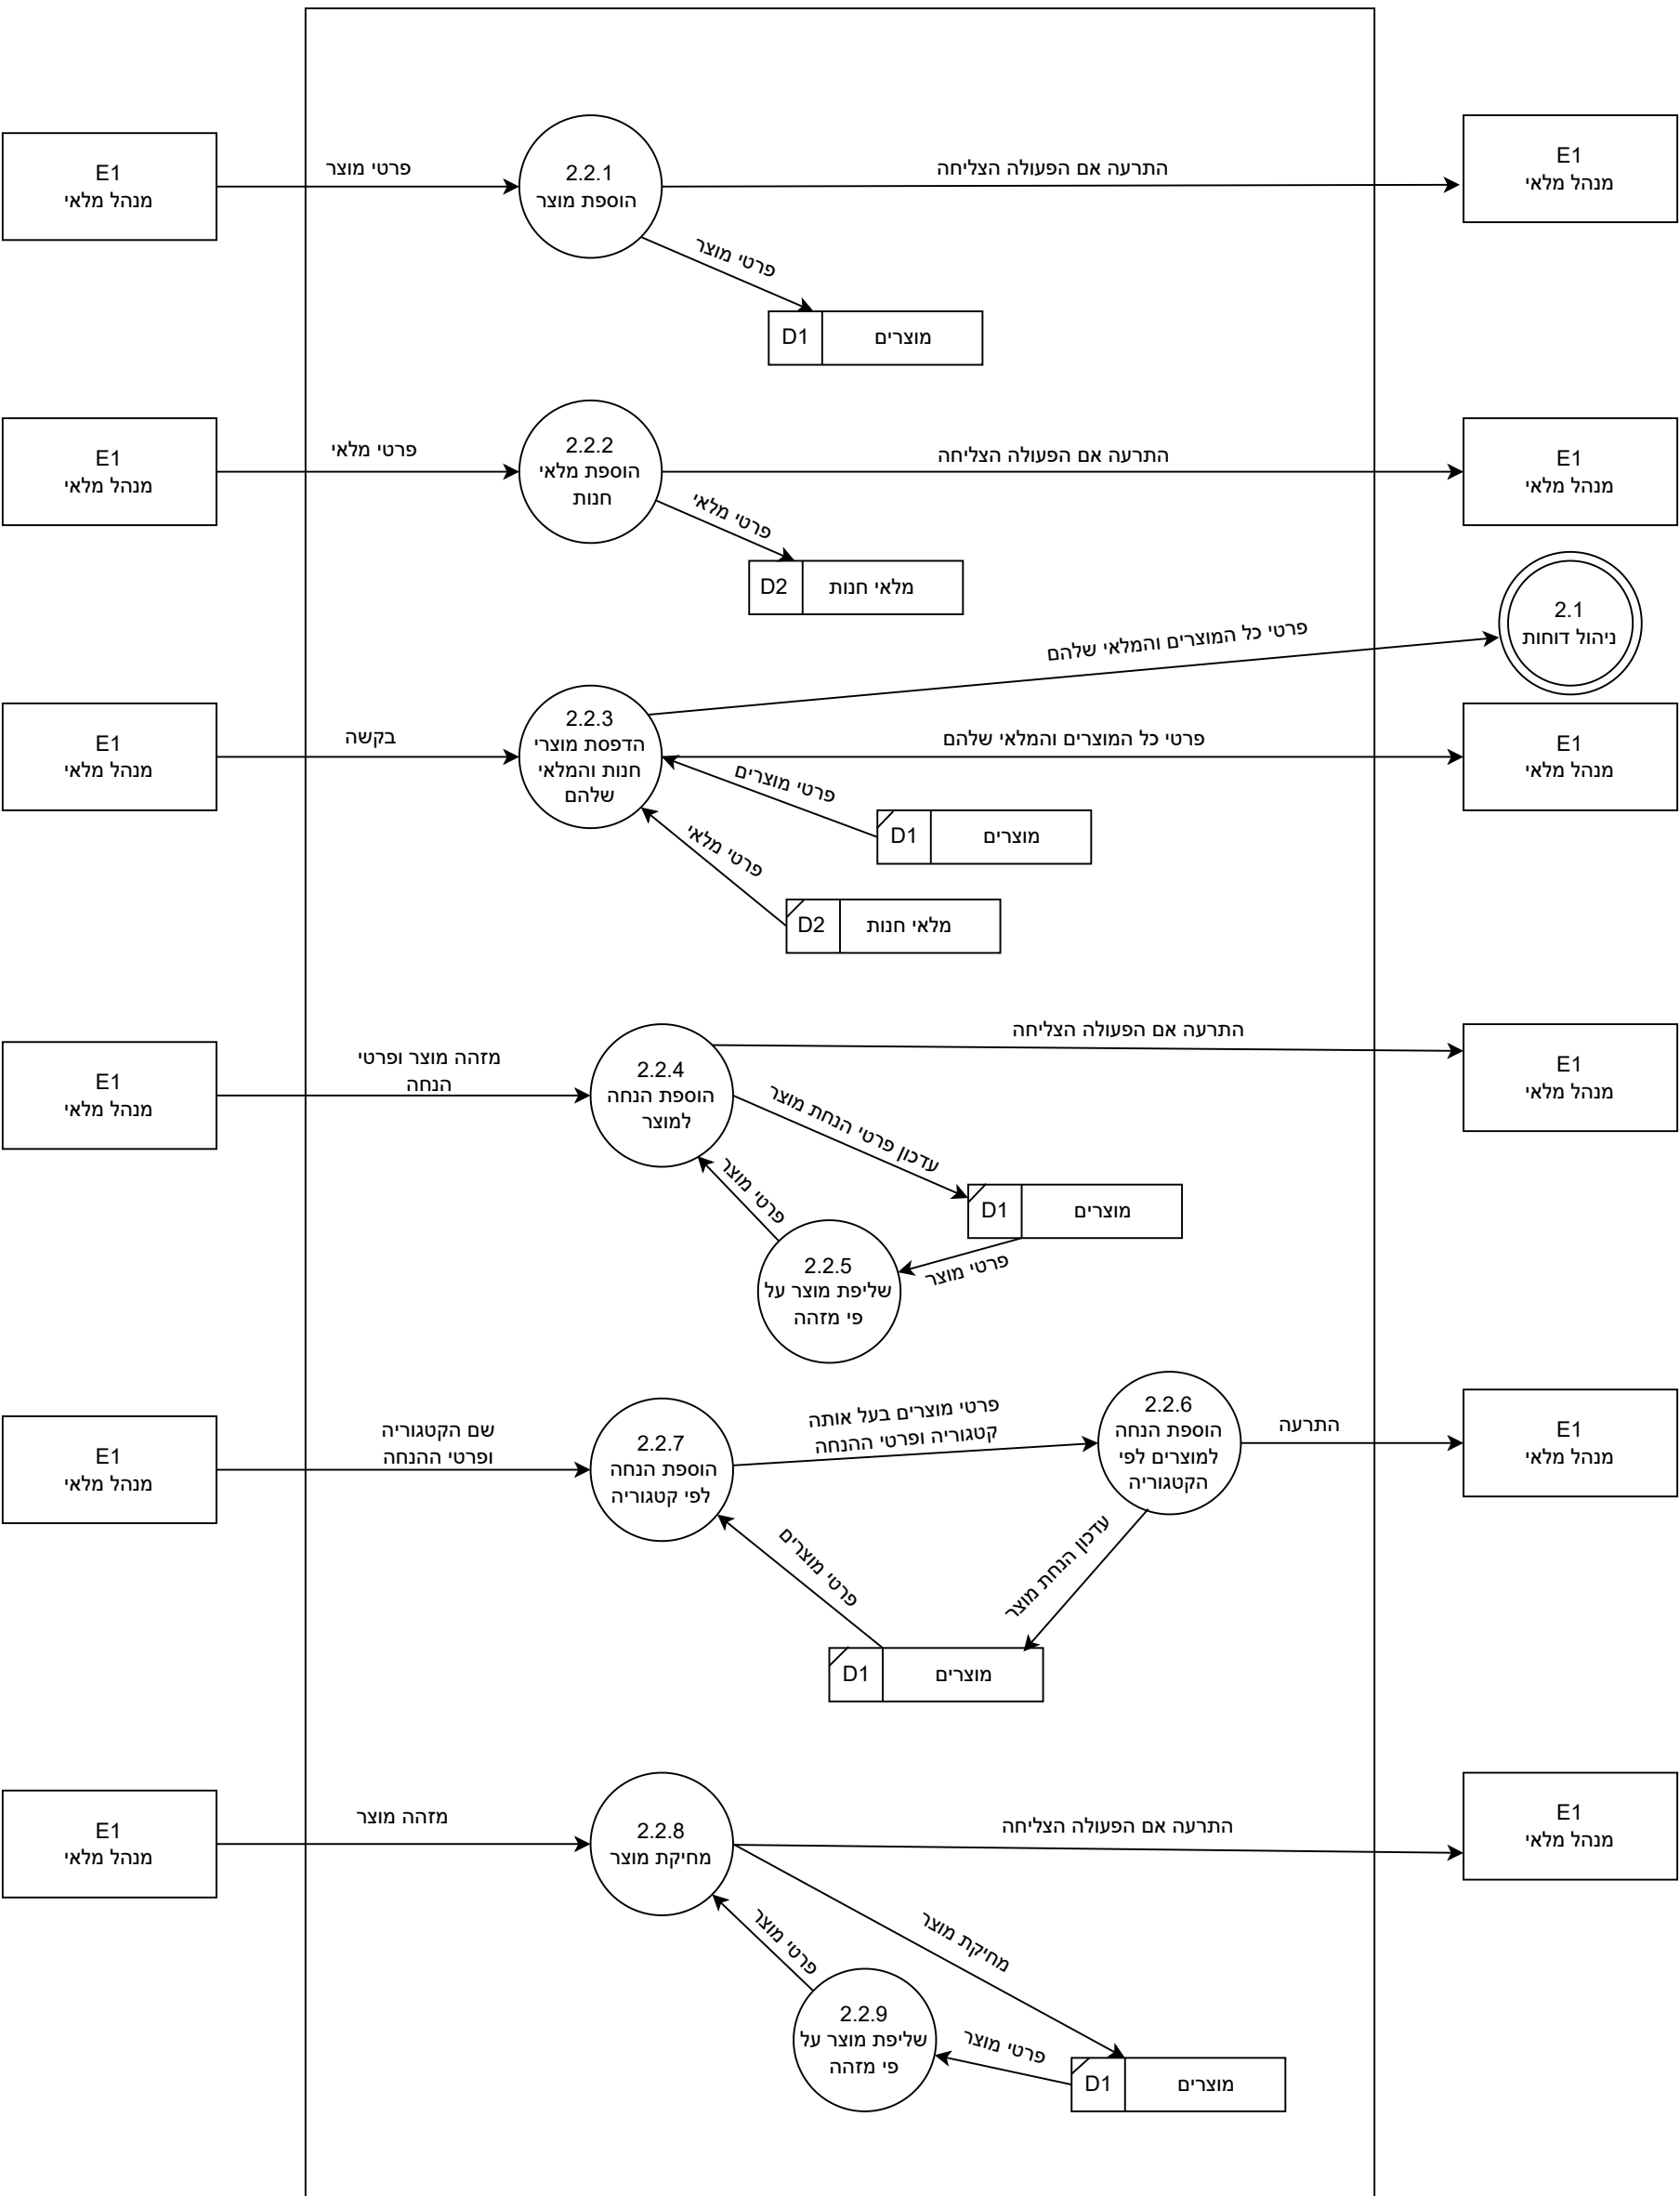 E1
מנהל מלאי
פרטי מוצר
2.2.1
הוספת מוצר
התרעה אם הפעולה הצליחה
E1
מנהל מלאי
פרטי מוצר
D1
מוצרים
E1
מנהל מלאי
פרטי מלאי
2.2.2
הוספת מלאי
חנות
התרעה אם הפעולה הצליחה
E1
מנהל מלאי
פרטי מלאי
D2
מלאי חנות
2.1
ניהול דוחות
פרטי כל המוצרים והמלאי שלהם
E1
מנהל מלאי
בקשה
2.2.3
הדפסת מוצרי
חנות והמלאי
שלהם
פרטי כל המוצרים והמלאי שלהם
E1
מנהל מלאי
פרטי מוצרים
D1
מוצרים
פרטי מלאי
D2
מלאי חנות
E1
מנהל מלאי
מזהה מוצר ופרטי
הנחה
2.2.4
הוספת הנחה
למוצר
התרעה אם הפעולה הצליחה
E1
מנהל מלאי
עדכון פרטי הנחת מוצר
D1
מוצרים
פרטי מוצר
פרטי מוצר
2.2.5
שליפת מוצר על
פי מזהה
E1
מנהל מלאי
שם הקטגוריה
ופרטי ההנחה
2.2.7
הוספת הנחה
לפי קטגוריה
פרטי מוצרים בעל אותה
קטגוריה ופרטי ההנחה
2.2.6
הוספת הנחה
למוצרים לפי
הקטגוריה
התרעה
E1
מנהל מלאי
פרטי מוצרים
עדכון הנחת מוצר
D1
מוצרים
E1
מנהל מלאי
מזהה מוצר
2.2.8
מחיקת מוצר
התרעה אם הפעולה הצליחה
E1
מנהל מלאי
פרטי מוצר
מחיקת מוצר
2.2.9
שליפת מוצר על
פי מזהה
פרטי מוצר
D1
מוצרים